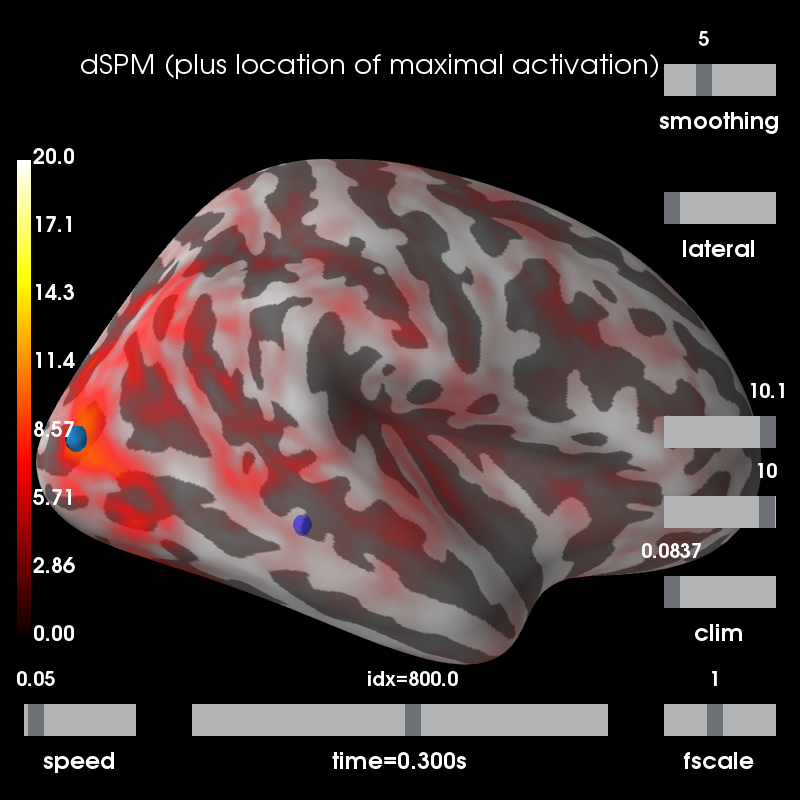 5
dSPM (plus location of maximal activation)
smoothing
20.0
17.1
lateral
14.3
11.4
10.1
8.57
10
5.71
0.0837
2.86
0.00
clim
0.05
idx=800.0
1
speed
time=0.300s
fscale